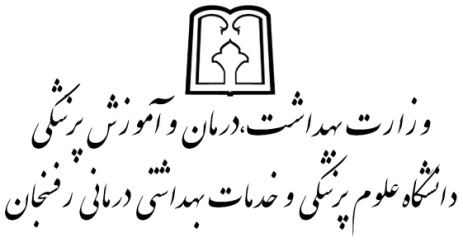 وزارت بهداشت،درمان و آموزش پزشکی
دانشگاه علوم پزشکی و خدمات بهداشتی درمانی رفسنجان